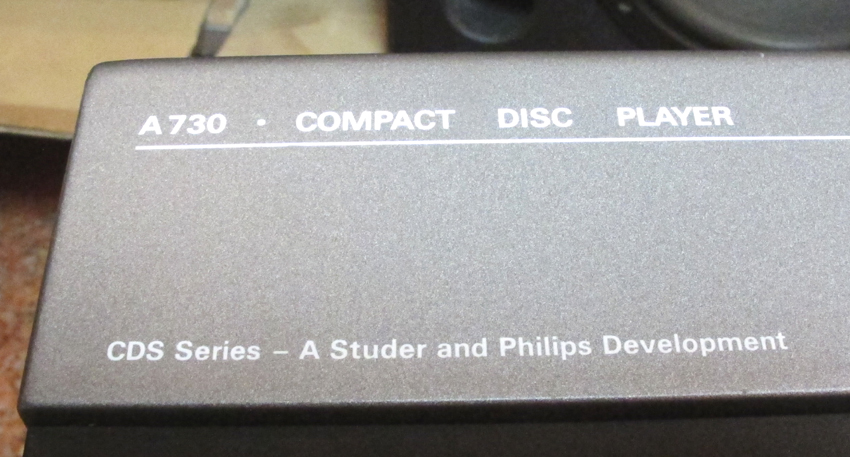 A730 • COMPACT DISC PLAYER
CDS Series – A Studer and Philips Development